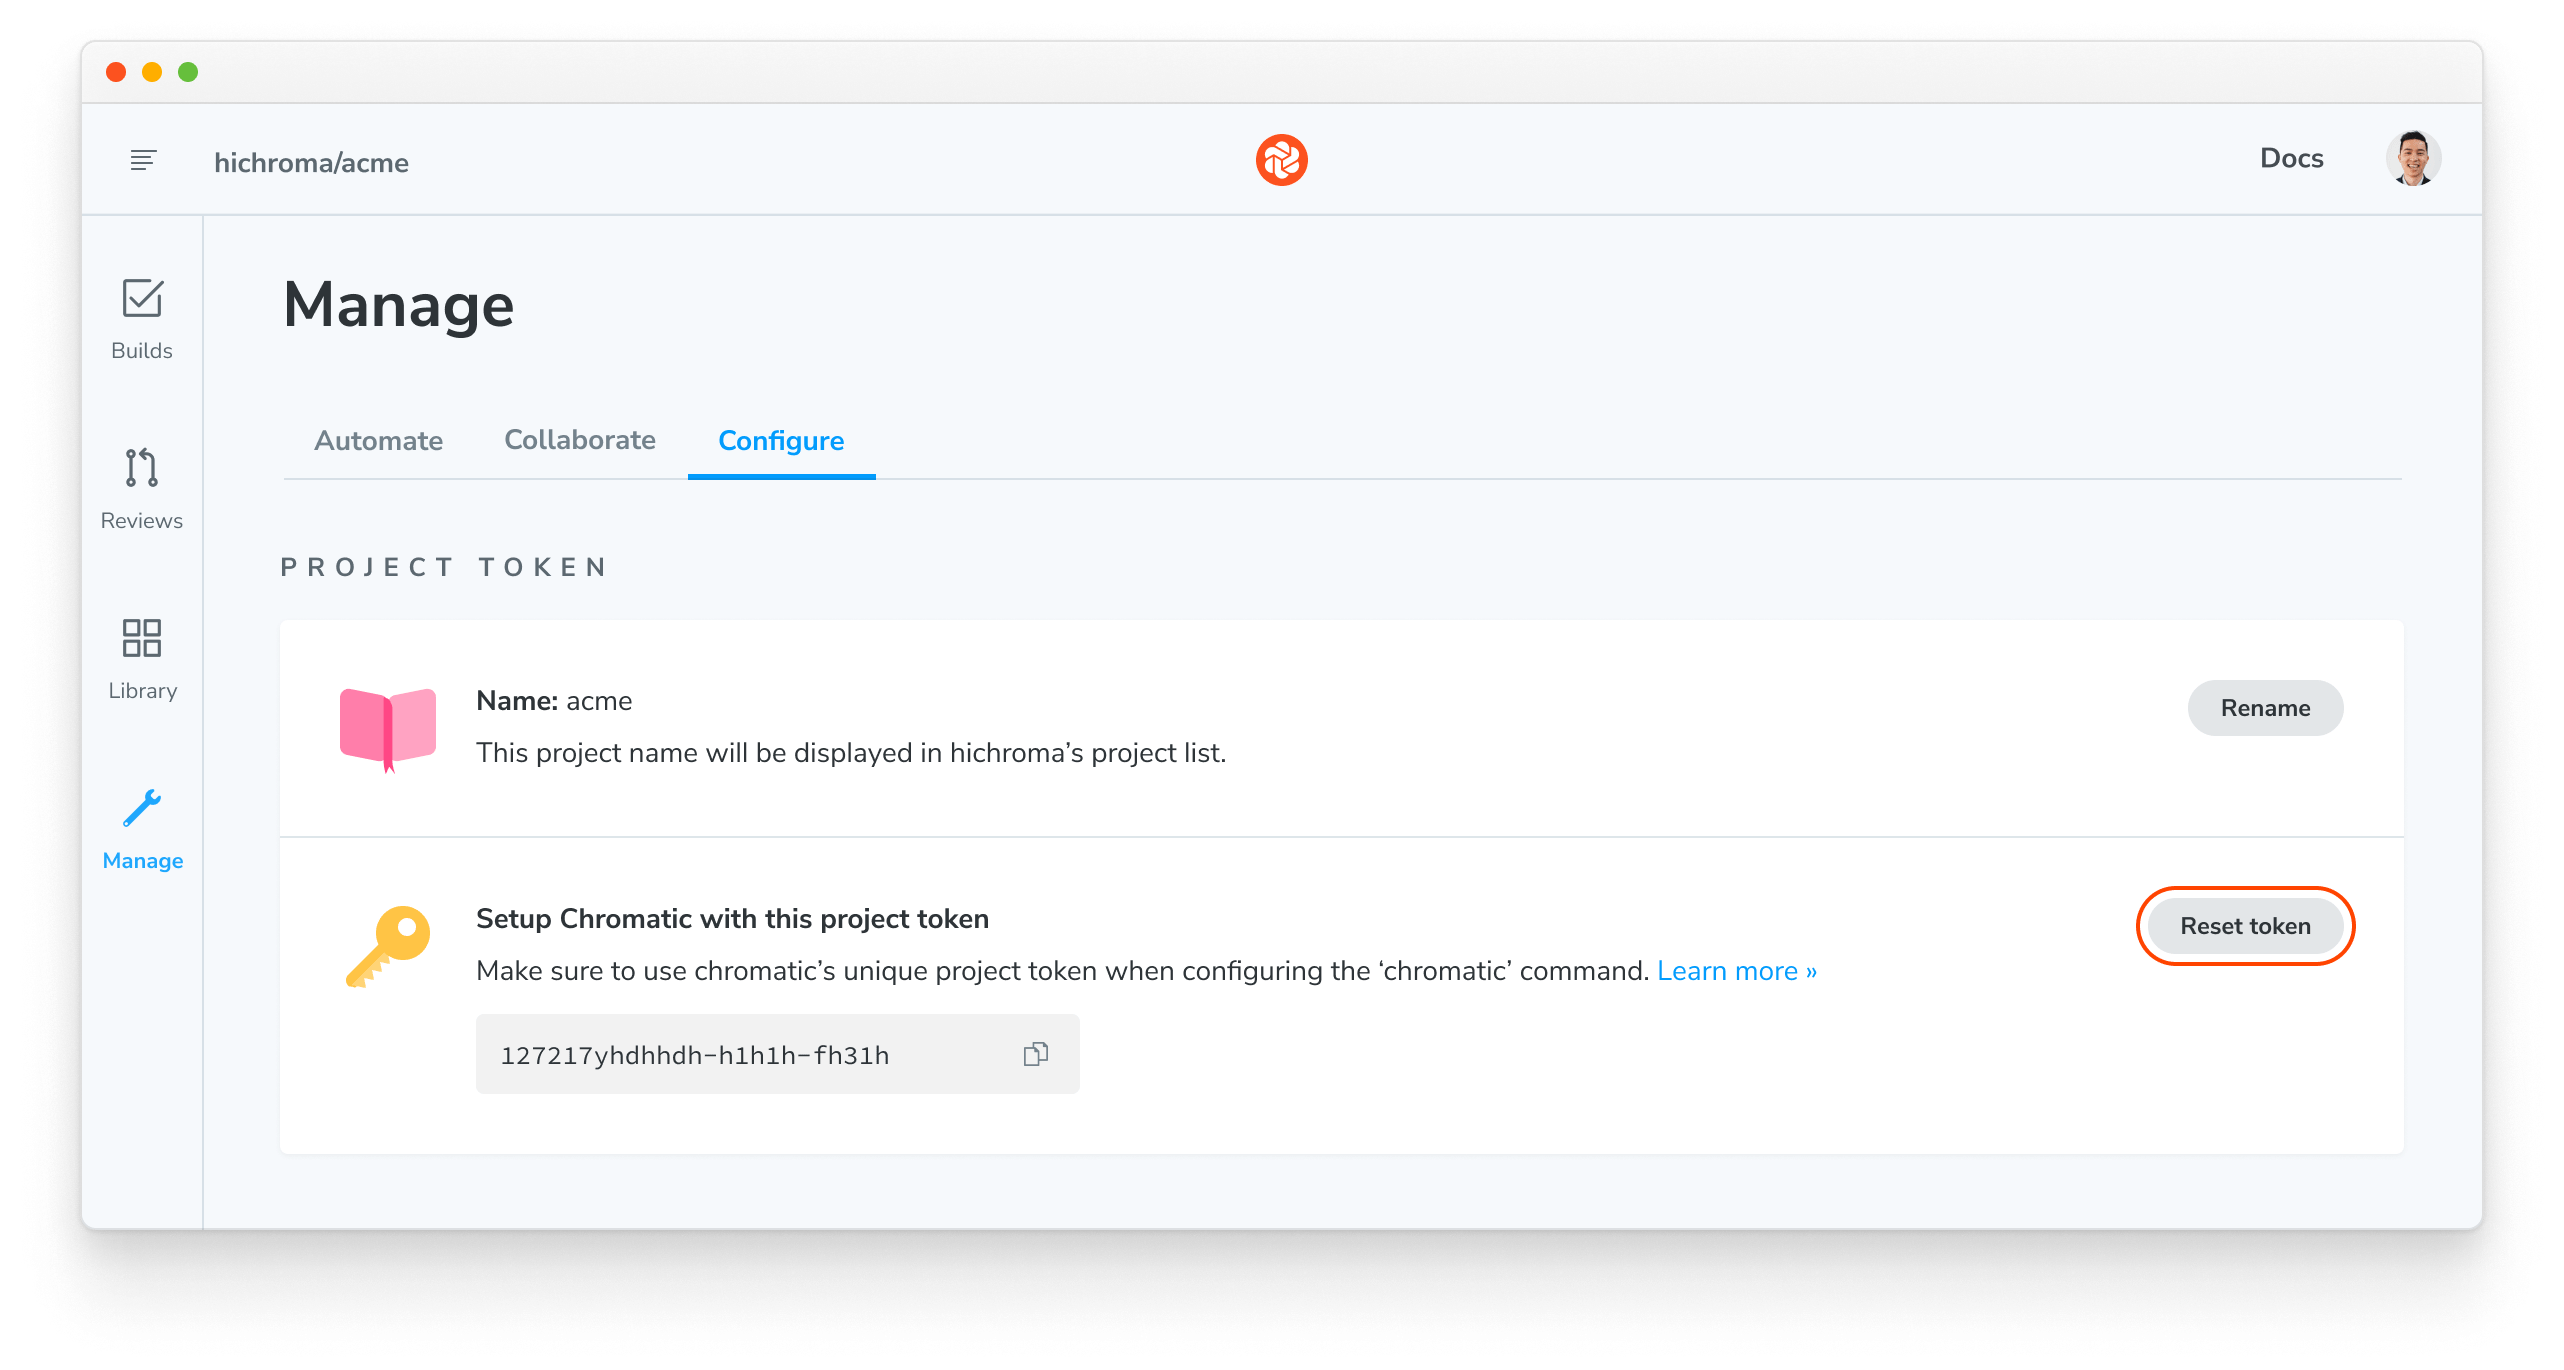 hichroma/acme
Docs
Builds
Reviews
Library
Manage
Manage
Automate
Collaborate
Configure
PROJECT TOKEN
Name: acme
This project name will be displayed in hichroma’s project list.
Rename
Setup Chromatic with this project token
Make sure to use chromatic’s unique project token when configuring the ‘chromatic’ command. Learn more »
Reset token
127217yhdhhdh-h1h1h-fh31h